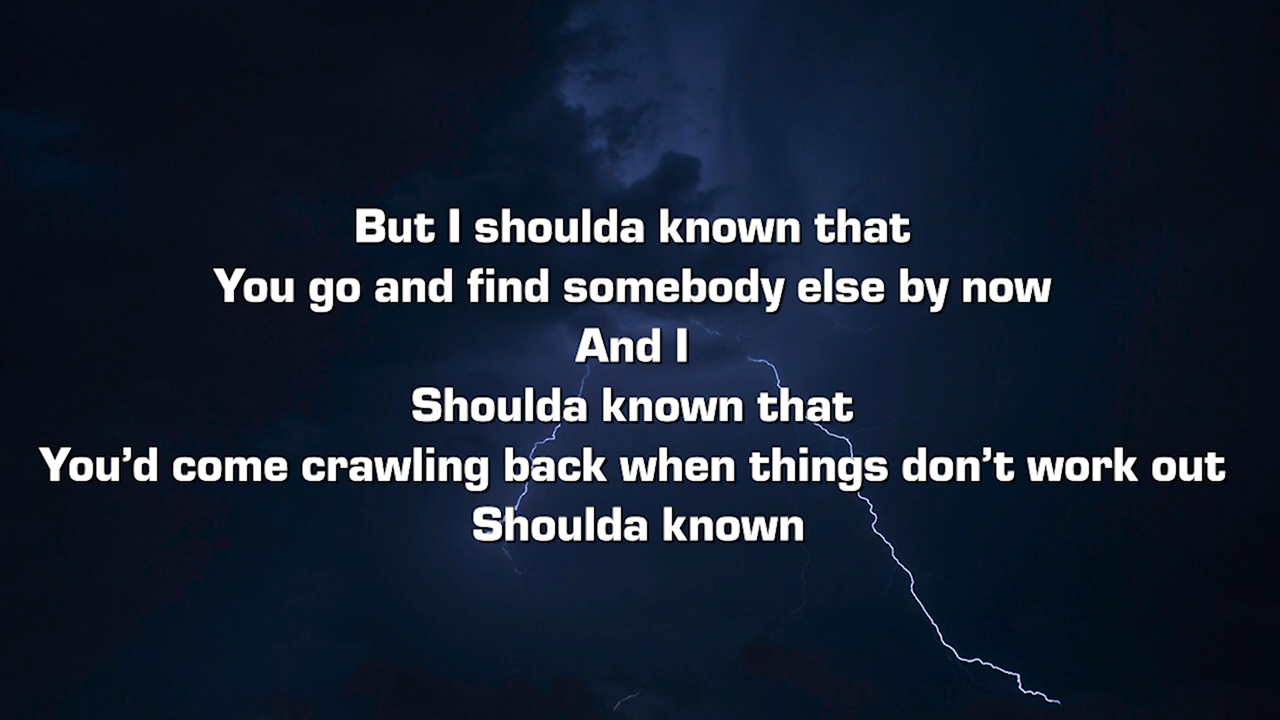 But I shoulda known that
You go and find somebody else by now
And I
Shoulda known that
You’d come crawling back when things don’t work out
Shoulda known